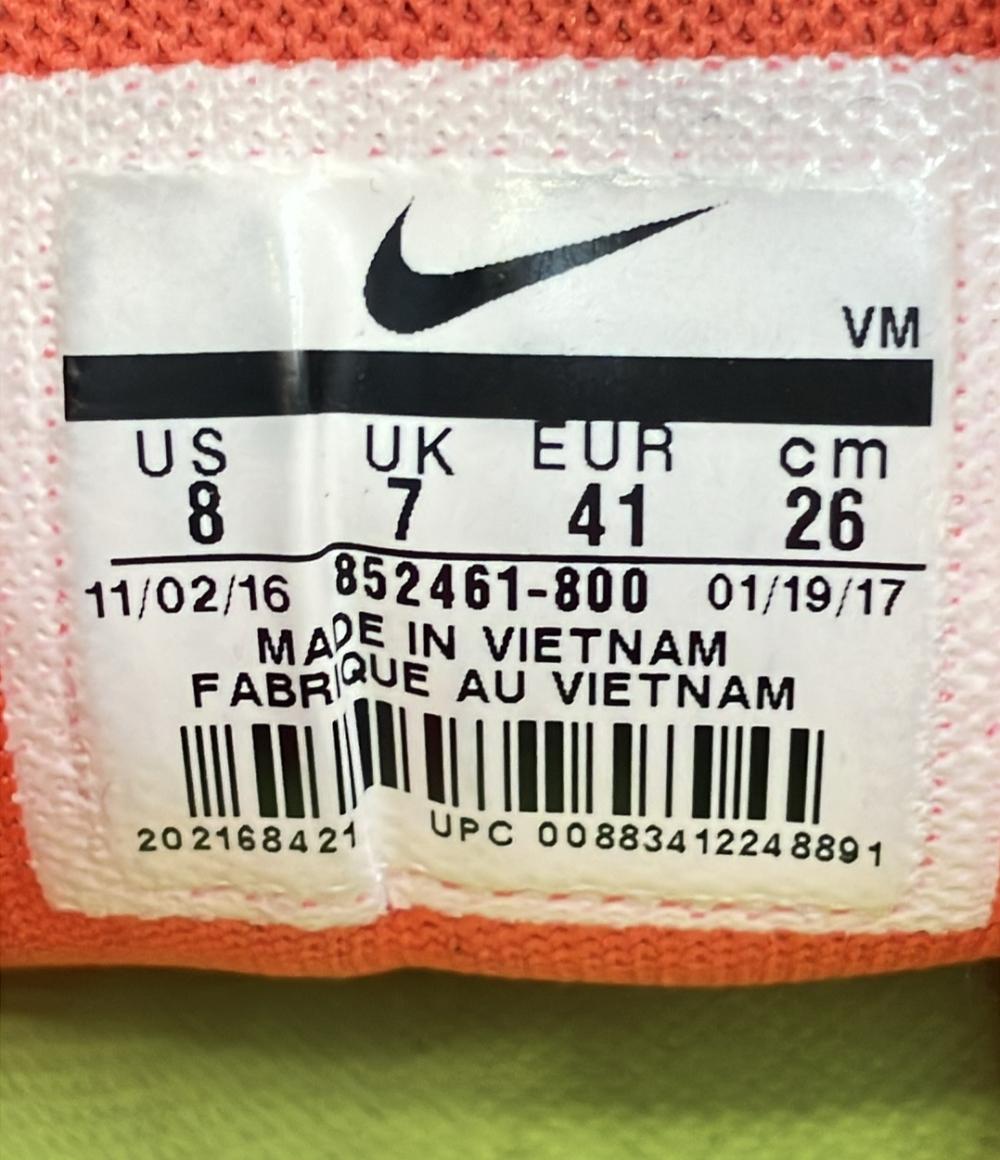 VM
US UK EUR cm
8 7 41 26
11/02/16 852461-800 01/19/17
MADE IN VIETNAM
FABRIQUE AU VIETNAM
202168421 UPC 00883412248891